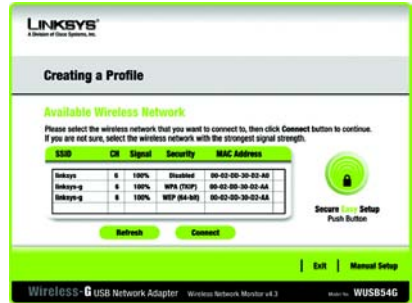 LINKSYS®
A Division of Cisco Systems, Inc.
Creating a Profile
Available Wireless Network
Please select the wireless network that you want to connect to, then click Connect button to continue.
If you are not sure, select the wireless network with the strongest signal strength.
SSID CH Signal Security MAC Address
linksys 6 100% Disabled 00-02-DD-30-D2-A0
linksys-g 6 100% WPA (TKIP) 00-02-DD-30-D2-AA
linksys-g 6 100% WEP (64-bit) 00-02-DD-30-D2-AA
Refresh Connect
Secure Easy Setup
Push Button
Exit Manual Setup
Wireless-G USB Network Adapter Wireless Network Monitor v4.3 Model No. WUSB54G